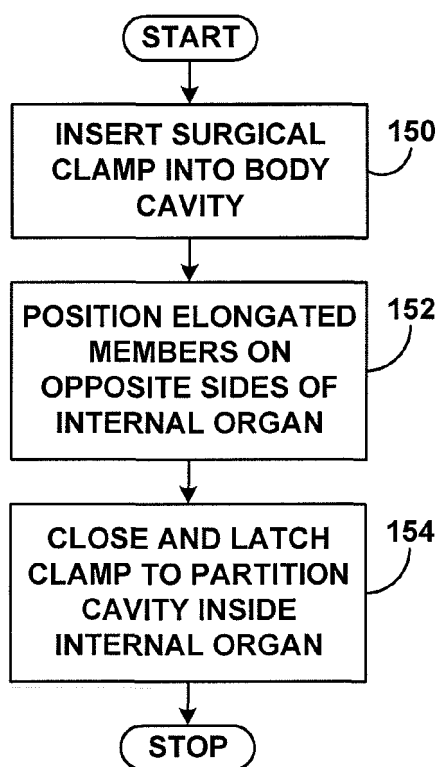 START
INSERT SURGICAL
CLAMP INTO BODY
CAVITY
150
POSITION ELONGATED
MEMBERS ON
OPPOSITE SIDES OF
INTERNAL ORGAN
152
CLOSE AND LATCH
CLAMP TO PARTITION
CAVITY INSIDE
INTERNAL ORGAN
154
STOP